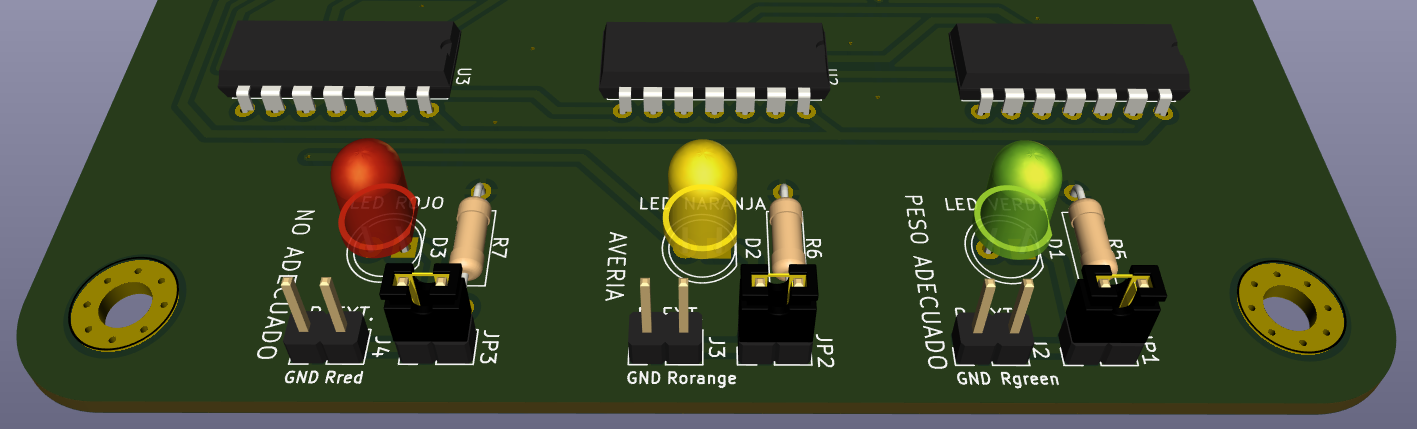 U3
LED ROJO
NO ADECUADO
D3
R7
J4
JP3
GND Rred
LED NARANJA
AVERIA
D2
R6
J3
JP2
GND Rorange
LED VERDE
PESO ADECUADO
D1
R5
J2
JP1
GND Rgreen